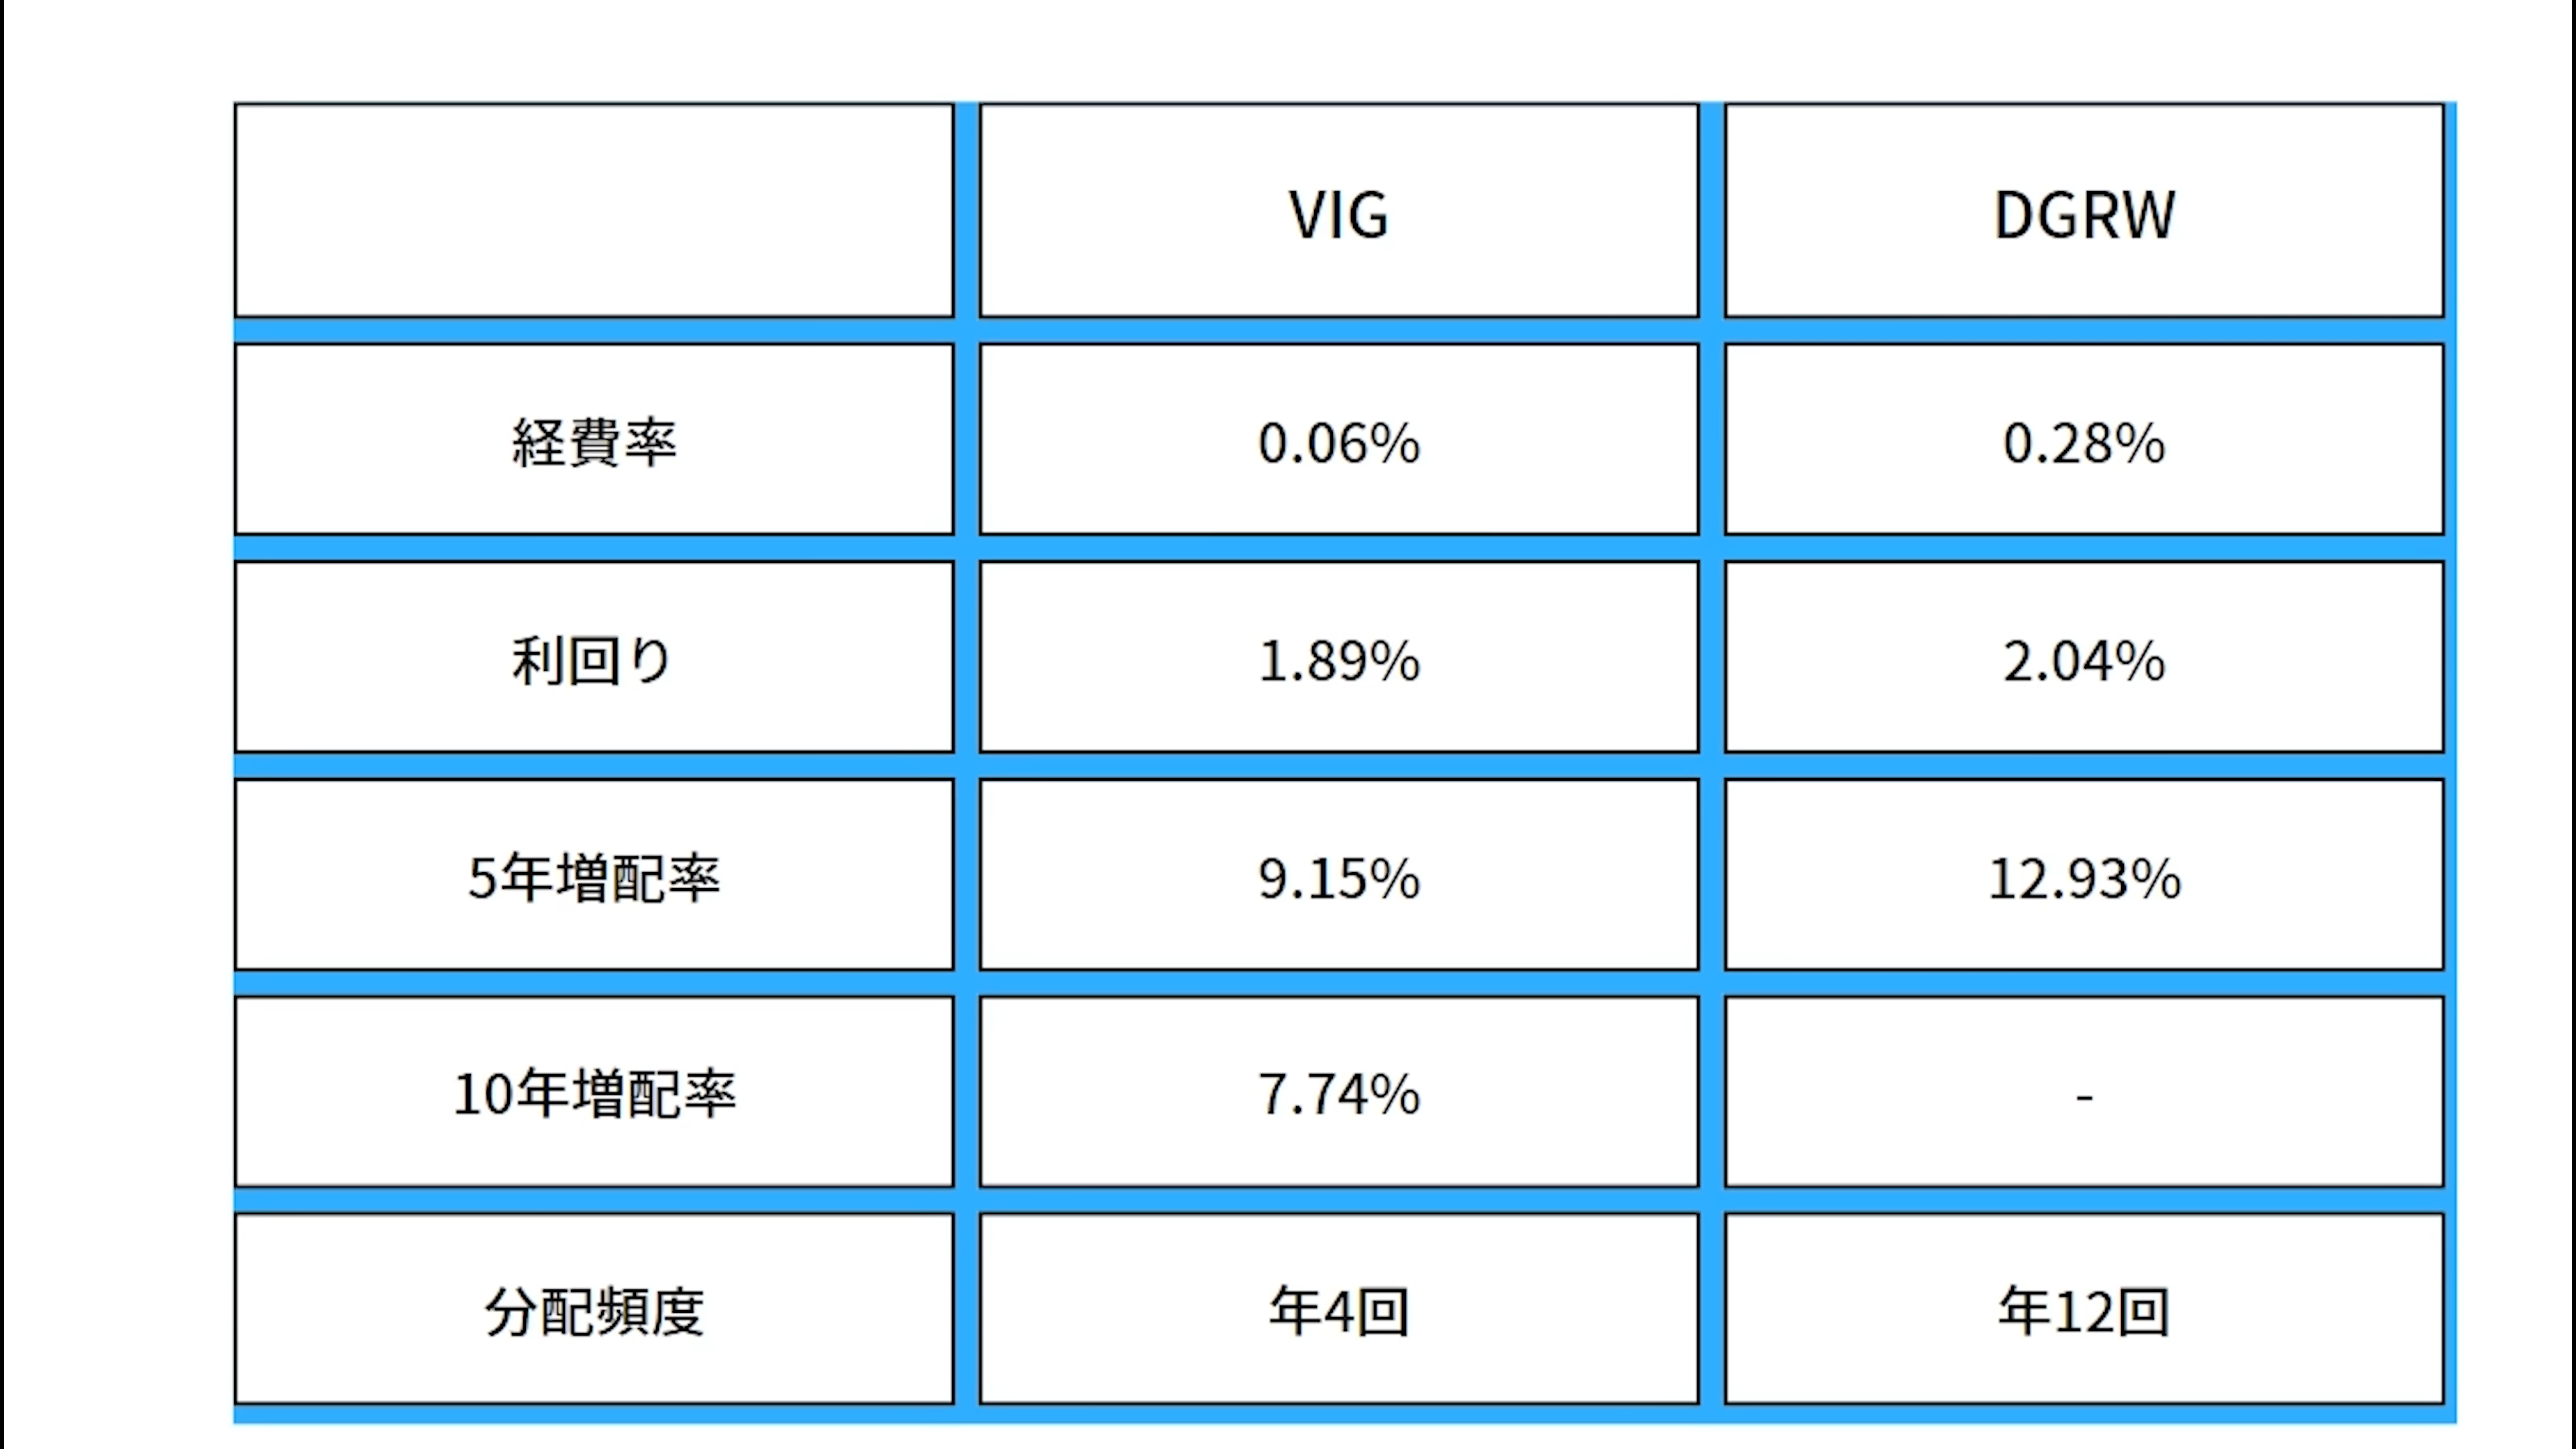 VIG DGRW
経費率 0.06% 0.28%
利回り 1.89% 2.04%
5年増配率 9.15% 12.93%
10年増配率 7.74% -
分配頻度 年4回 年12回